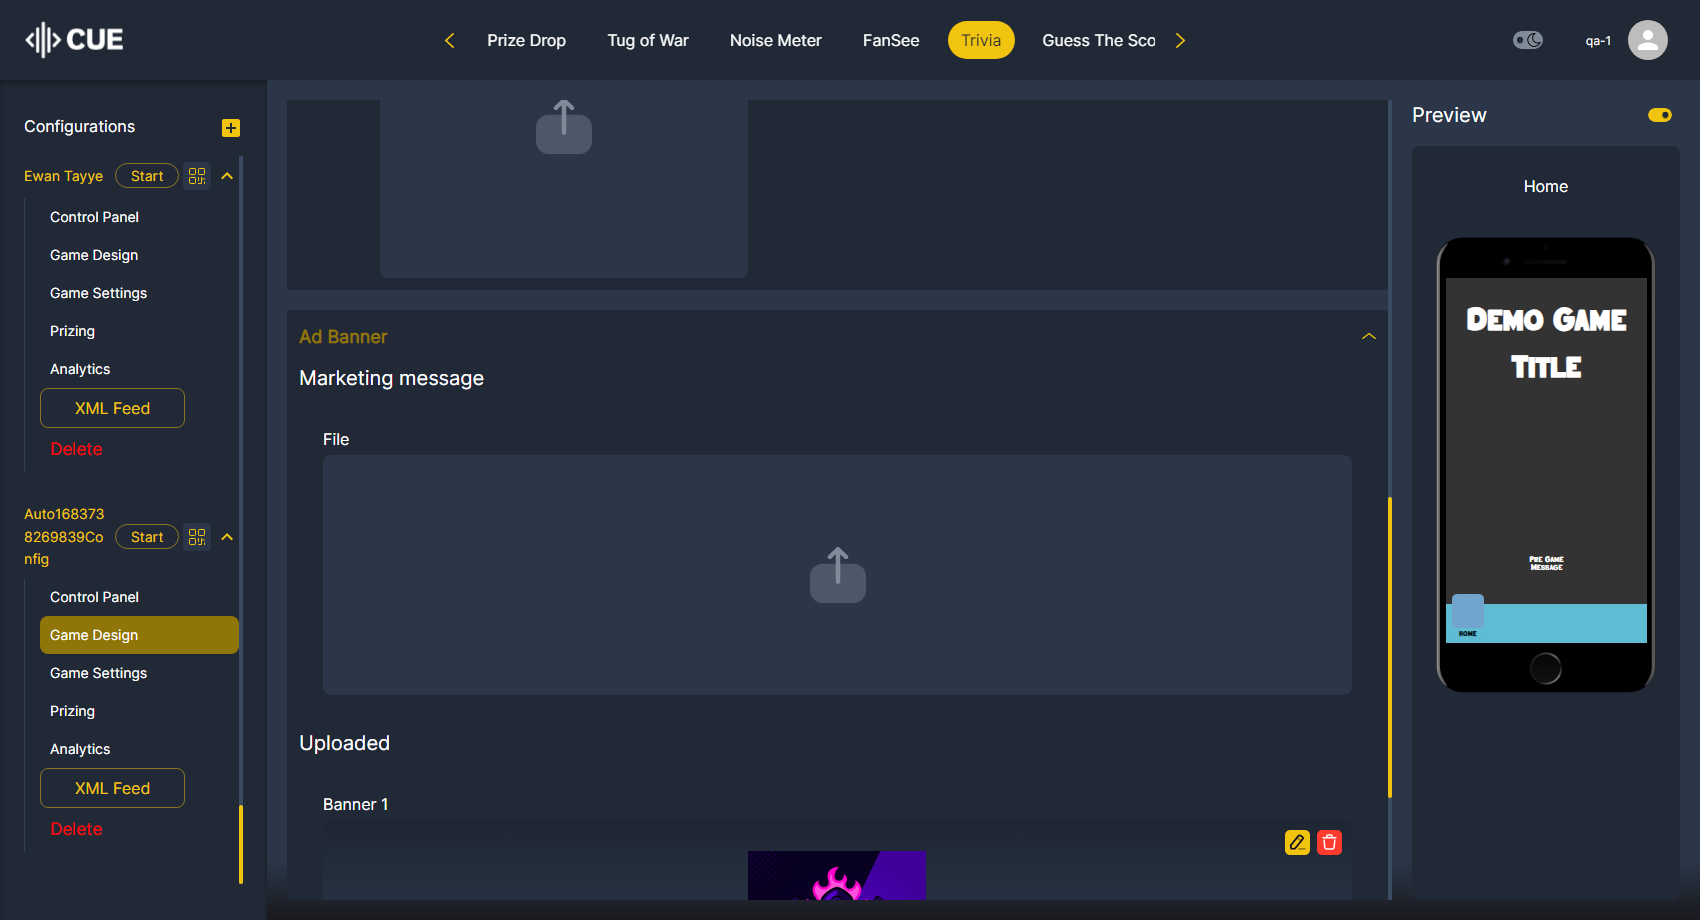 CUE
Prize Drop
Tug of War
Noise Meter
FanSee
Trivia
Guess The Sco
qa-1
Configurations
Ewan Tayye
Start
Control Panel
Game Design
Game Settings
Prizing
Analytics
XML Feed
Delete
Auto168373
8269839Co
nfig
Start
Control Panel
Game Design
Game Settings
Prizing
Analytics
XML Feed
Delete
Ad Banner
Marketing message
File
Uploaded
Banner 1
Preview
Home
Demo Game
Title
Pre Game
Message
HOME